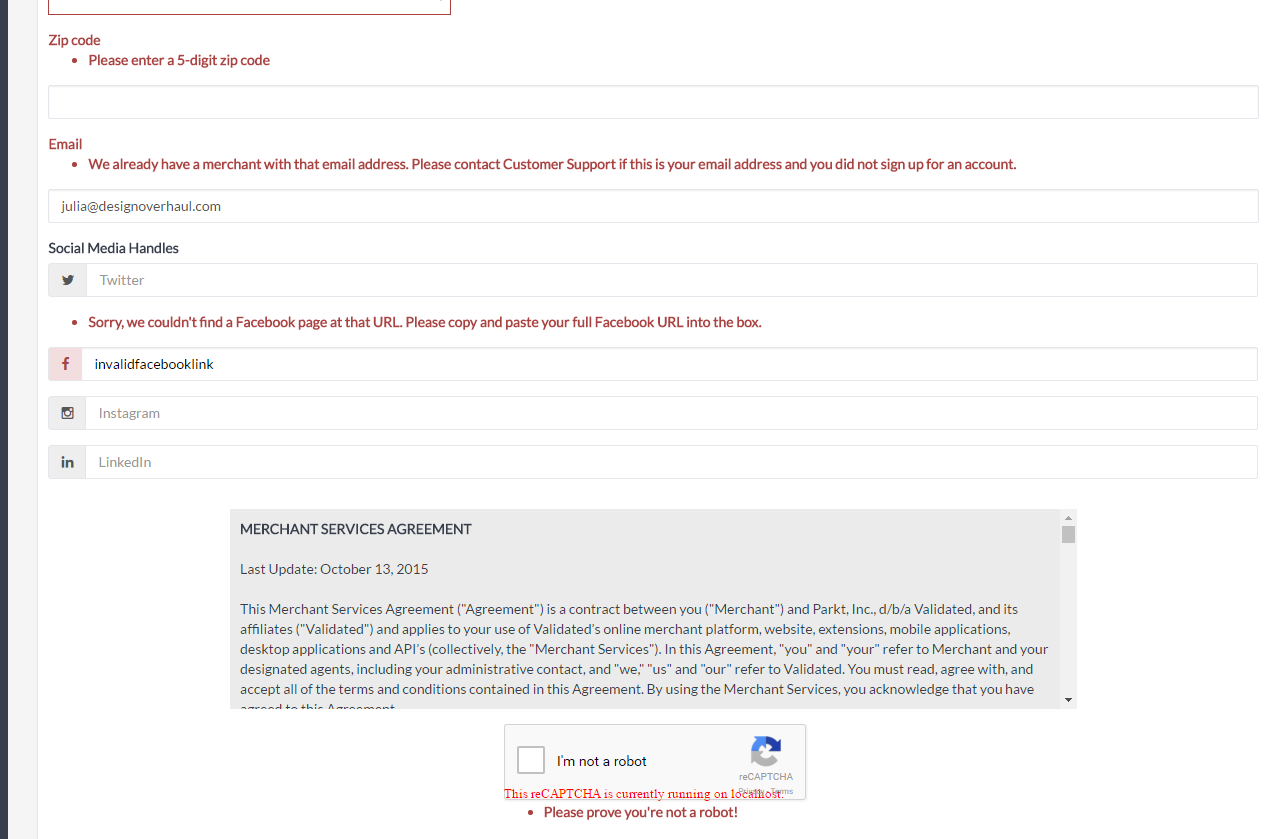 Zip code
Please enter a 5-digit zip code
Email
We already have a merchant with that email address. Please contact Customer Support if this is your email address and you did not sign up for an account.
julia@designoverhaul.com
Social Media Handles
Twitter
Sorry, we couldn't find a Facebook page at that URL. Please copy and paste your full Facebook URL into the box.
invalidfacebooklink
Instagram
LinkedIn
MERCHANT SERVICES AGREEMENT
Last Update: October 13, 2015
This Merchant Services Agreement ("Agreement") is a contract between you ("Merchant") and Parkt, Inc., d/b/a Validated, and its
affiliates ("Validated") and applies to your use of Validated’s online merchant platform, website, extensions, mobile applications,
desktop applications and API’s (collectively, the "Merchant Services"). In this Agreement, "you" and "your" refer to Merchant and your
designated agents, including your administrative contact, and "we," "us" and "our" refer to Validated. You must read, agree with, and
accept all of the terms and conditions contained in this Agreement. By using the Merchant Services, you acknowledge that you have
agreed to this Agreement.
I'm not a robot
reCAPTCHA
Privacy - Terms
This reCAPTCHA is currently running on localhost.
Please prove you're not a robot!